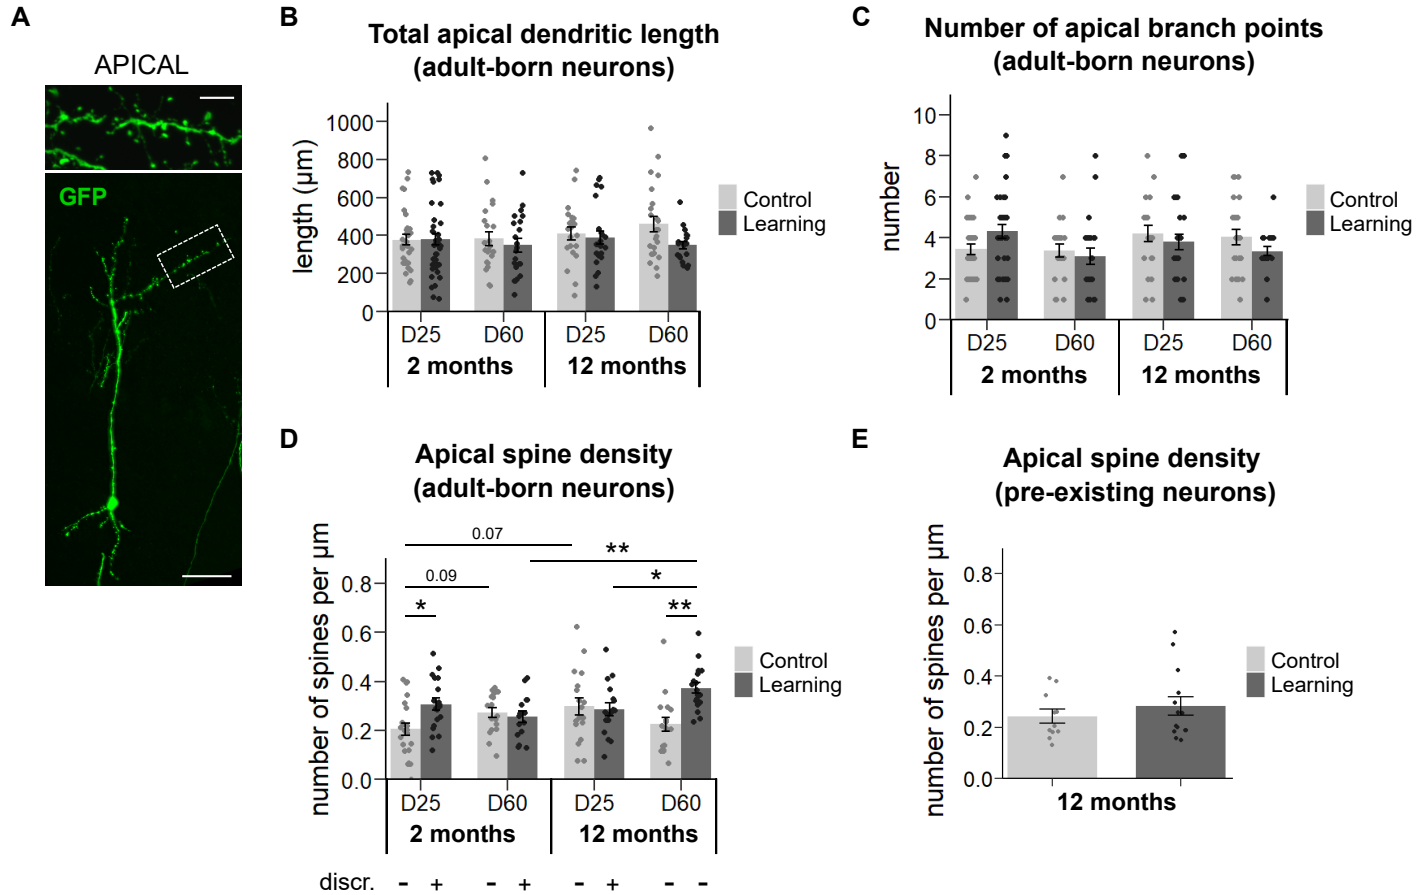 A
APICAL
GFP
B
Total apical dendritic length
(adult-born neurons)
length (µm)
1000
800
600
400
200
0
D25 D60 D25 D60
2 months 12 months
Control
Learning
C
Number of apical branch points
(adult-born neurons)
number
10
8
6
4
2
0
D25 D60 D25 D60
2 months 12 months
Control
Learning
D
Apical spine density
(adult-born neurons)
number of spines per µm
0.07
**
0.09
*
*
**
0.8
0.6
0.4
0.2
0.0
D25 D60 D25 D60
2 months 12 months
discr. - + - + - + - -
Control
Learning
E
Apical spine density
(pre-existing neurons)
number of spines per µm
0.8
0.6
0.4
0.2
0.0
12 months
Control
Learning